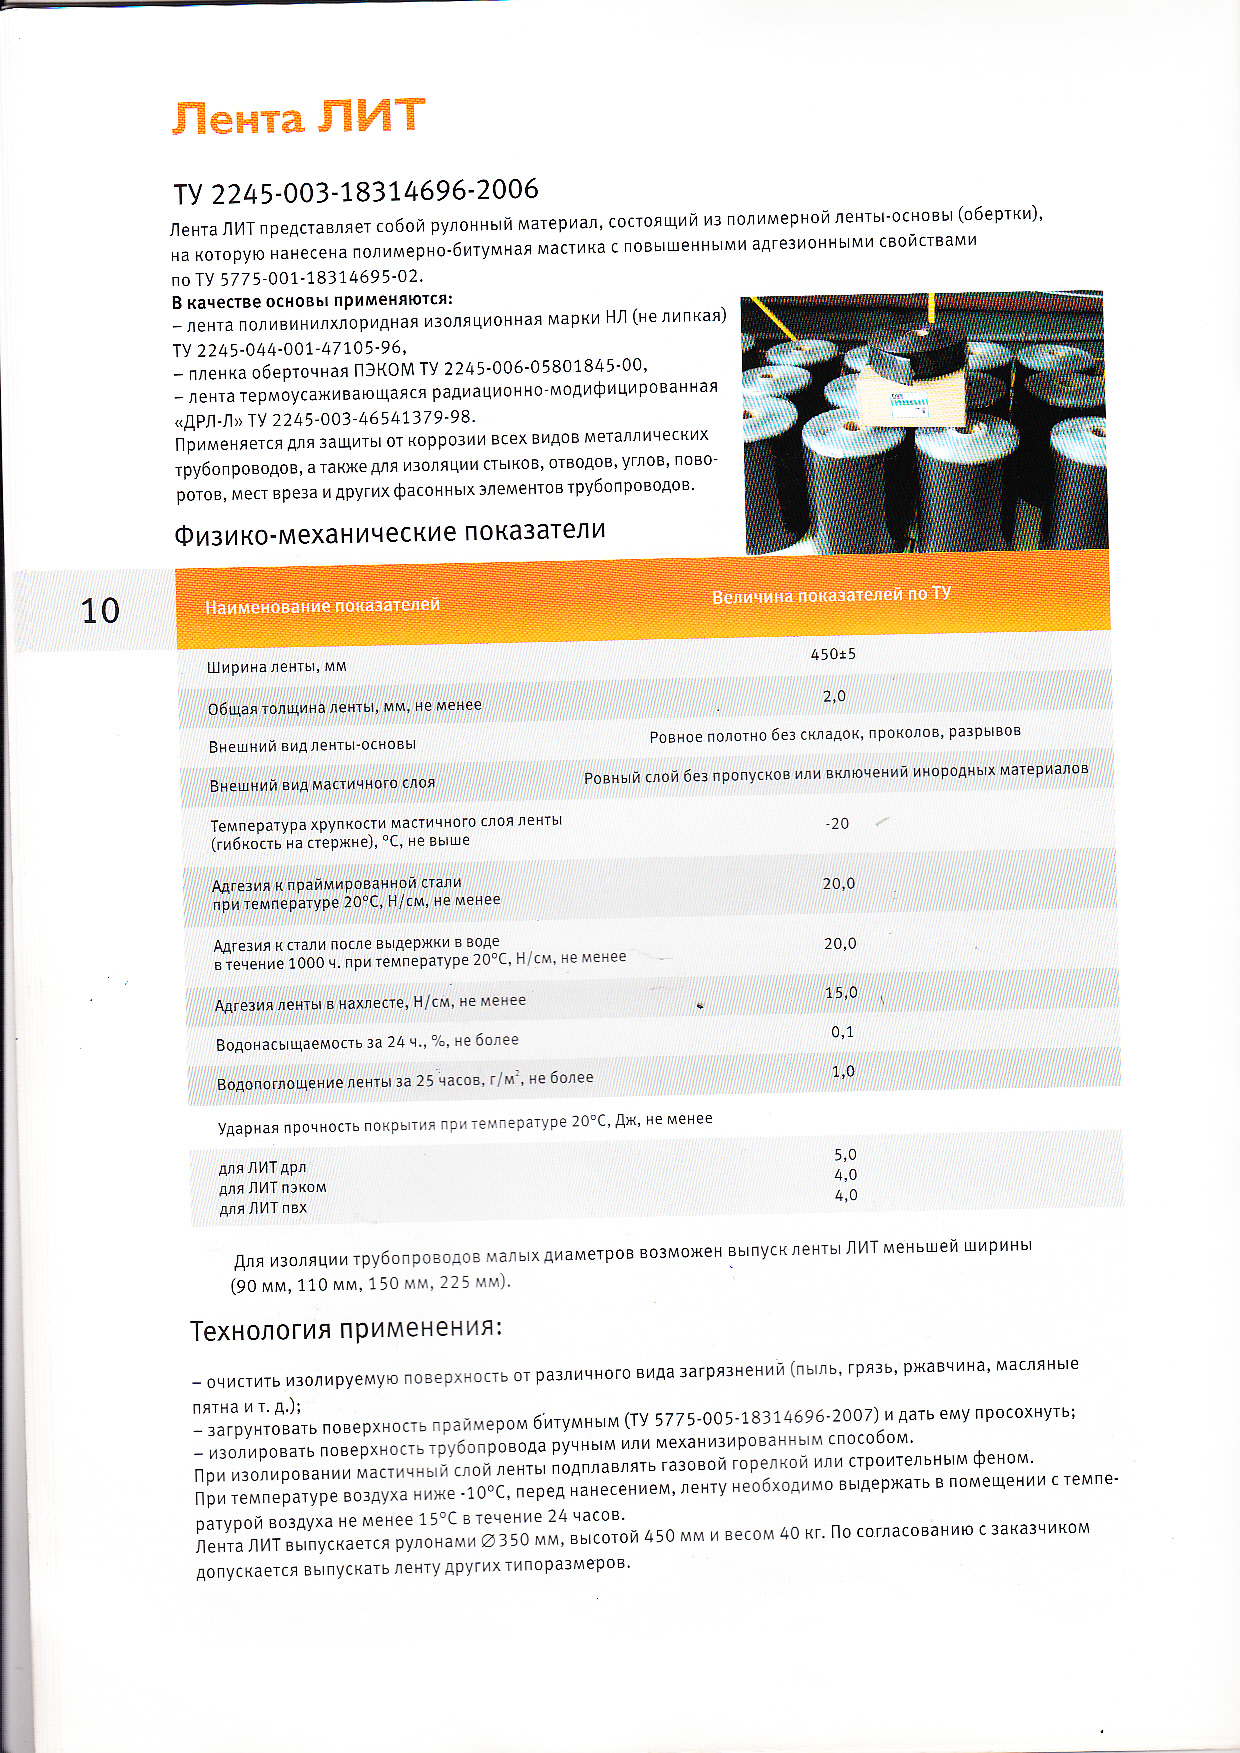 Лента ЛИТ
ТУ 2245-003-18314696-2006
Лента ЛИТ представляет собой рулонный материал, состоящий из полимерной ленты-основы (обертки),
на которую нанесена полимерно-битумная мастика с повышенными адгезионными свойствами
по ТУ 5775-001-18314695-02.
В качестве основы применяются:
– лента поливинилхлоридная изоляционная марки НЛ (не липкая)
ТУ 2245-044-001-47105-96,
– пленка оберточная ПЭКОМ ТУ 2245-006-05801845-00,
– лента термоусаживающаяся радиационно-модифицированная
«ДРЛ-Л» ТУ 2245-003-46541379-98.
Применяется для защиты от коррозии всех видов металлических
трубопроводов, а также для изоляции стыков, отводов, углов, пово-
ротов, мест вреза и других фасонных элементов трубопроводов.
Физико-механические показатели
10
Наименование показателей Величина показателей по ТУ
Ширина ленты, мм 450±5
Общая толщина ленты, мм, не менее 2,0
Внешний вид ленты-основы Ровное полотно без складок, проколов, разрывов
Внешний вид мастичного слоя Ровный слой без пропусков или включений инородных материалов
Температура хрупкости мастичного слоя ленты
(гибкость на стержне), °С, не выше -20
Адгезия к праймированной стали
при температуре 20°С, Н/см, не менее 20,0
Адгезия к стали после выдержки в воде
в течение 1000 ч. при температуре 20°С, Н/см, не менее 20,0
Адгезия ленты в нахлесте, Н/см, не менее 15,0
Водонасыщаемость за 24 ч., %, не более 0,1
Водопоглощение ленты за 25 часов, г/м², не более 1,0
Ударная прочность покрытия при температуре 20°С, Дж, не менее
для ЛИТ дрл 5,0
для ЛИТ пэком 4,0
для ЛИТ пвх 4,0
Для изоляции трубопроводов малых диаметров возможен выпуск ленты ЛИТ меньшей ширины
(90 мм, 110 мм, 150 мм, 225 мм).
Технология применения:
– очистить изолируемую поверхность от различного вида загрязнений (пыль, грязь, ржавчина, масляные
пятна и т. д.);
– загрунтовать поверхность праймером битумным (ТУ 5775-005-18314696-2007) и дать ему просохнуть;
– изолировать поверхность трубопровода ручным или механизированным способом.
При изолировании мастичный слой ленты подплавлять газовой горелкой или строительным феном.
При температуре воздуха ниже -10°С, перед нанесением, ленту необходимо выдержать в помещении с темпе-
ратурой воздуха не менее 15°С в течение 24 часов.
Лента ЛИТ выпускается рулонами ∅350 мм, высотой 450 мм и весом 40 кг. По согласованию с заказчиком
допускается выпускать ленту других типоразмеров.